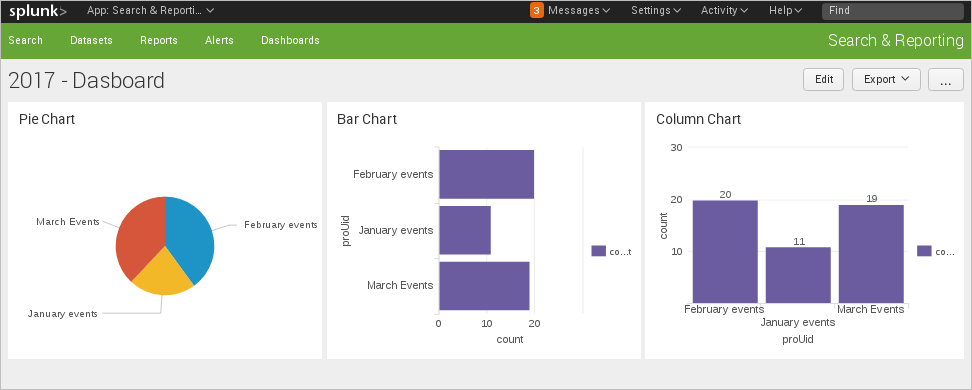 splunk> App: Search & Reporti... 3 Messages Settings Activity Help Find
Search Datasets Reports Alerts Dashboards Search & Reporting
2017 - Dasboard Edit Export ...
Pie Chart
March Events
February events
January events
Bar Chart
proUid
February events
January events
March Events
0 10 20
count
co...t
Column Chart
count
30
20
10
20
11
19
February events
January events
March Events
proUid
co...t